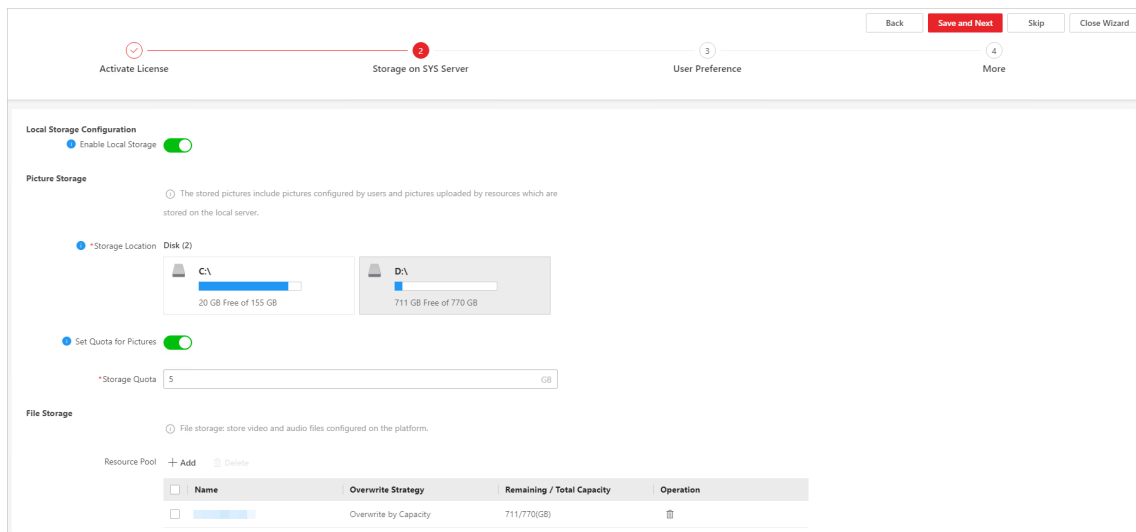 Back Save and Next Skip Close Wizard
2 3 4
Activate License Storage on SYS Server User Preference More
Local Storage Configuration
Enable Local Storage
Picture Storage
The stored pictures include pictures configured by users and pictures uploaded by resources which are
stored on the local server.
*Storage Location Disk (2)
C:\ D:\
20 GB Free of 155 GB 711 GB Free of 770 GB
Set Quota for Pictures
*Storage Quota 5 GB
File Storage
File storage: store video and audio files configured on the platform.
Resource Pool + Add Delete
Name Overwrite Strategy Remaining / Total Capacity Operation
Overwrite by Capacity 711/770(GB)